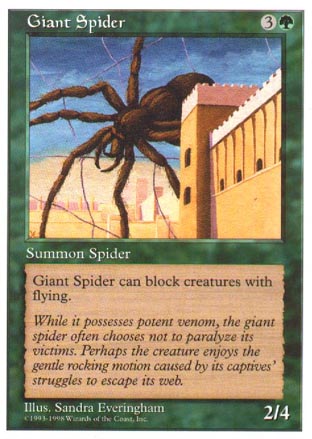 Giant Spider 3
Summon Spider
Giant Spider can block creatures with
flying.
While it possesses potent venom, the giant
spider often chooses not to paralyze its
victims. Perhaps the creature enjoys the
gentle rocking motion caused by its captives'
struggles to escape its web.
Illus. Sandra Everingham
©1993-1998 Wizards of the Coast, Inc. 2/4